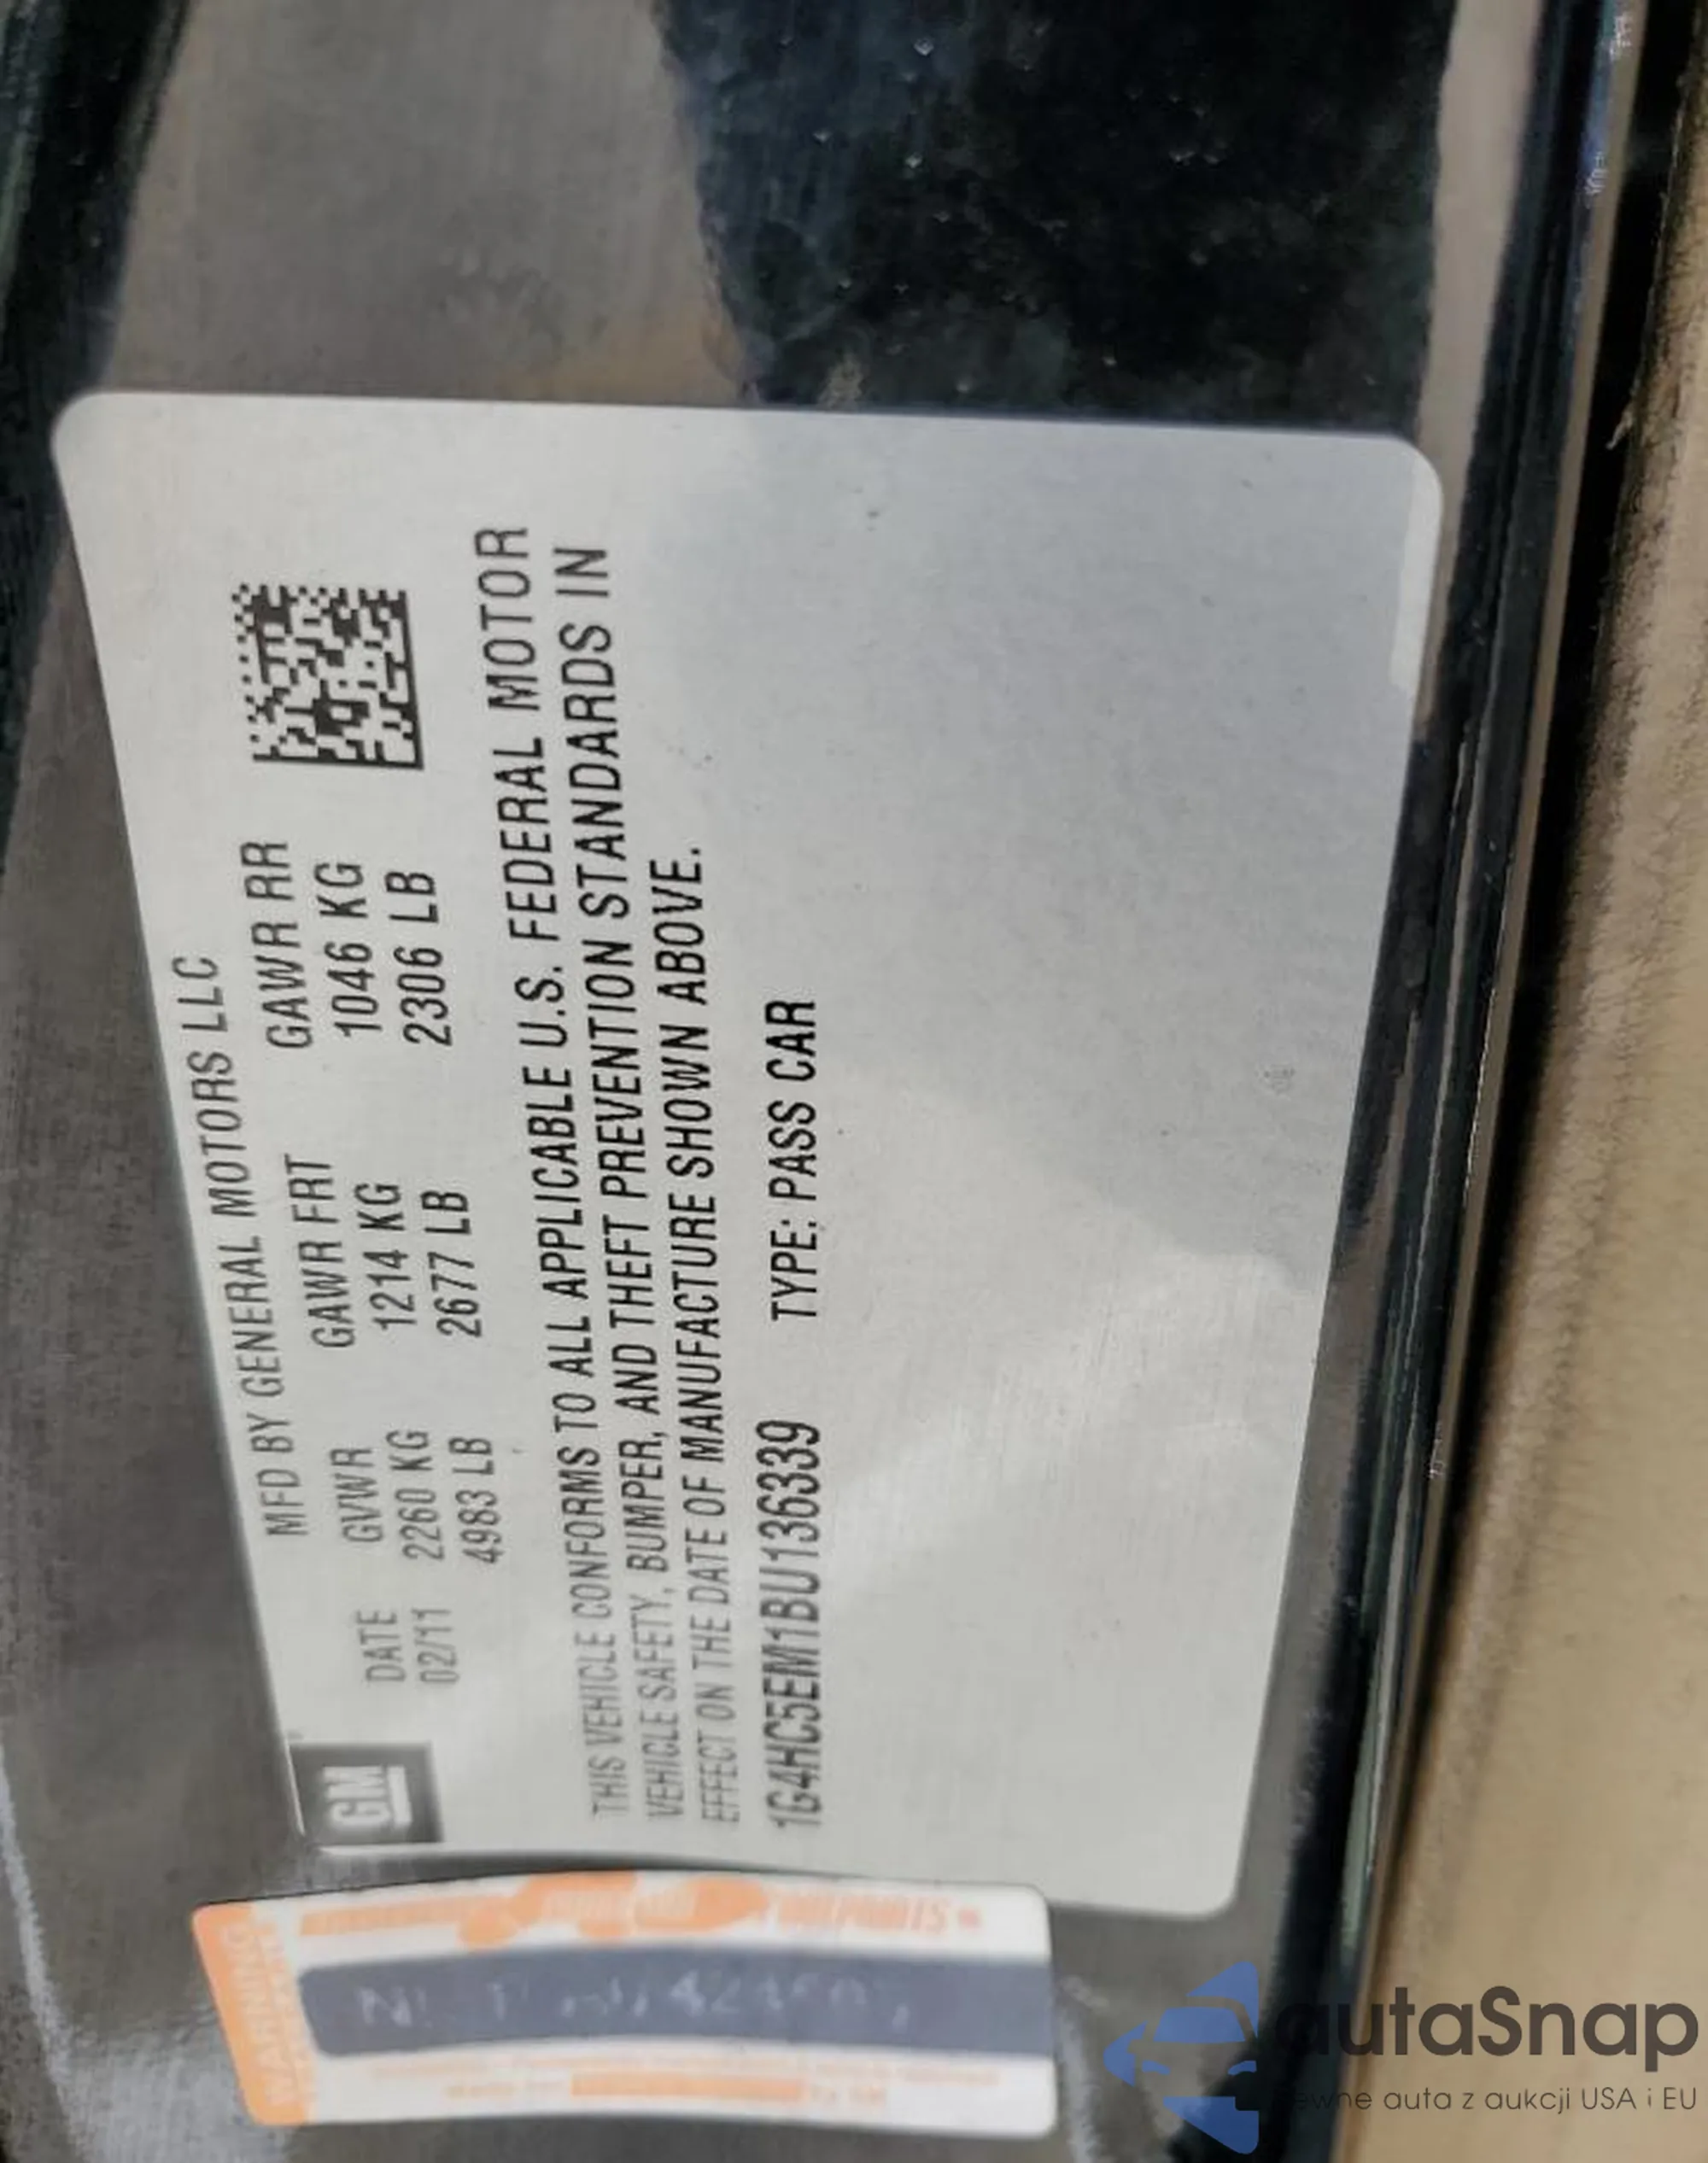 MFD BY GENERAL MOTORS LLC
GM
DATE GVWR GAWR FRT GAWR RR
02/11 2260 KG 1214 KG 1046 KG
4983 LB 2677 LB 2306 LB
THIS VEHICLE CONFORMS TO ALL APPLICABLE U.S. FEDERAL MOTOR
VEHICLE SAFETY, BUMPER, AND THEFT PREVENTION STANDARDS IN
EFFECT ON THE DATE OF MANUFACTURE SHOWN ABOVE.
1G4HC5EM1BU136339 TYPE: PASS CAR
WARNING
autaSnap
auta z aukcji USA i EU